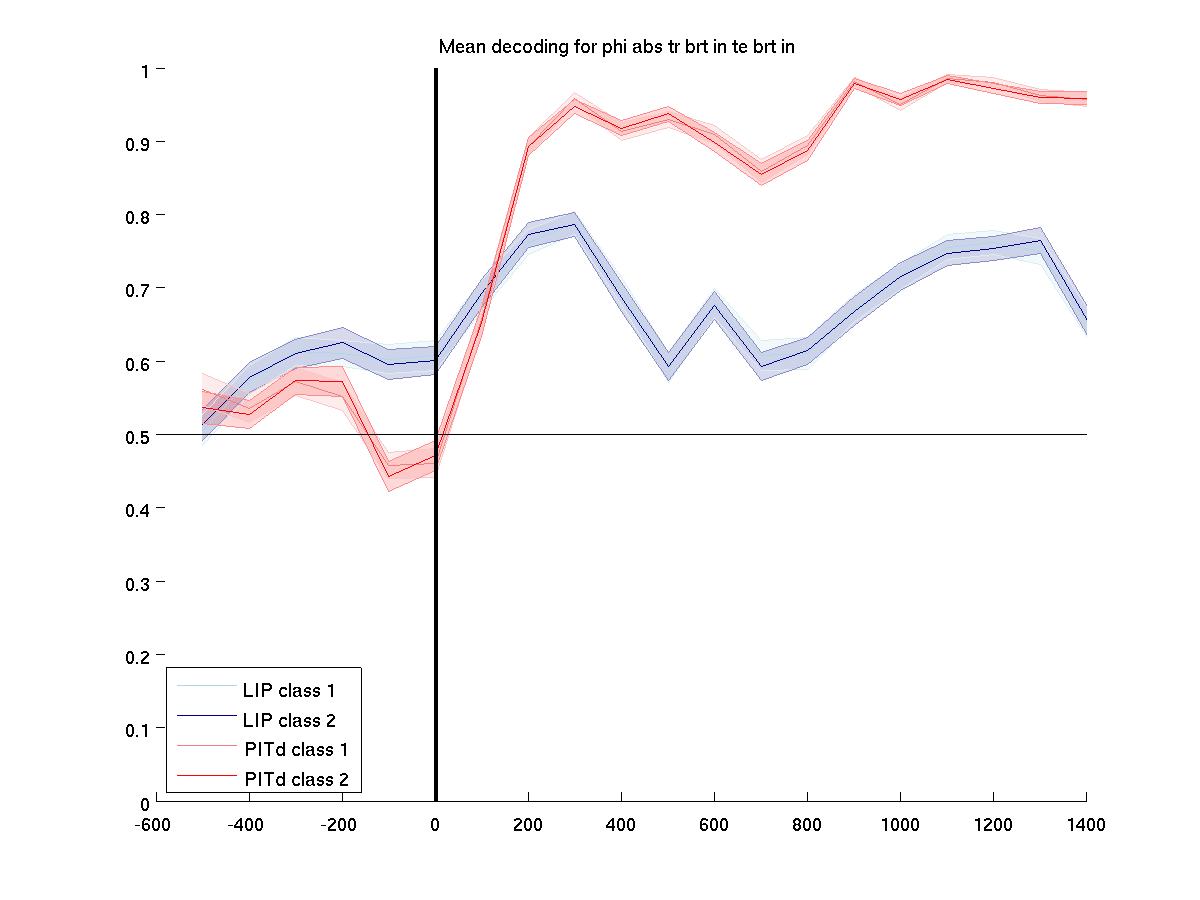 Mean decoding for phi abs tr brt in te brt in
1
0.9
0.8
0.7
0.6
0.5
0.4
0.3
0.2
0.1
0
LIP class 1
LIP class 2
PITd class 1
PITd class 2
-600 -400 -200 0 200 400 600 800 1000 1200 1400